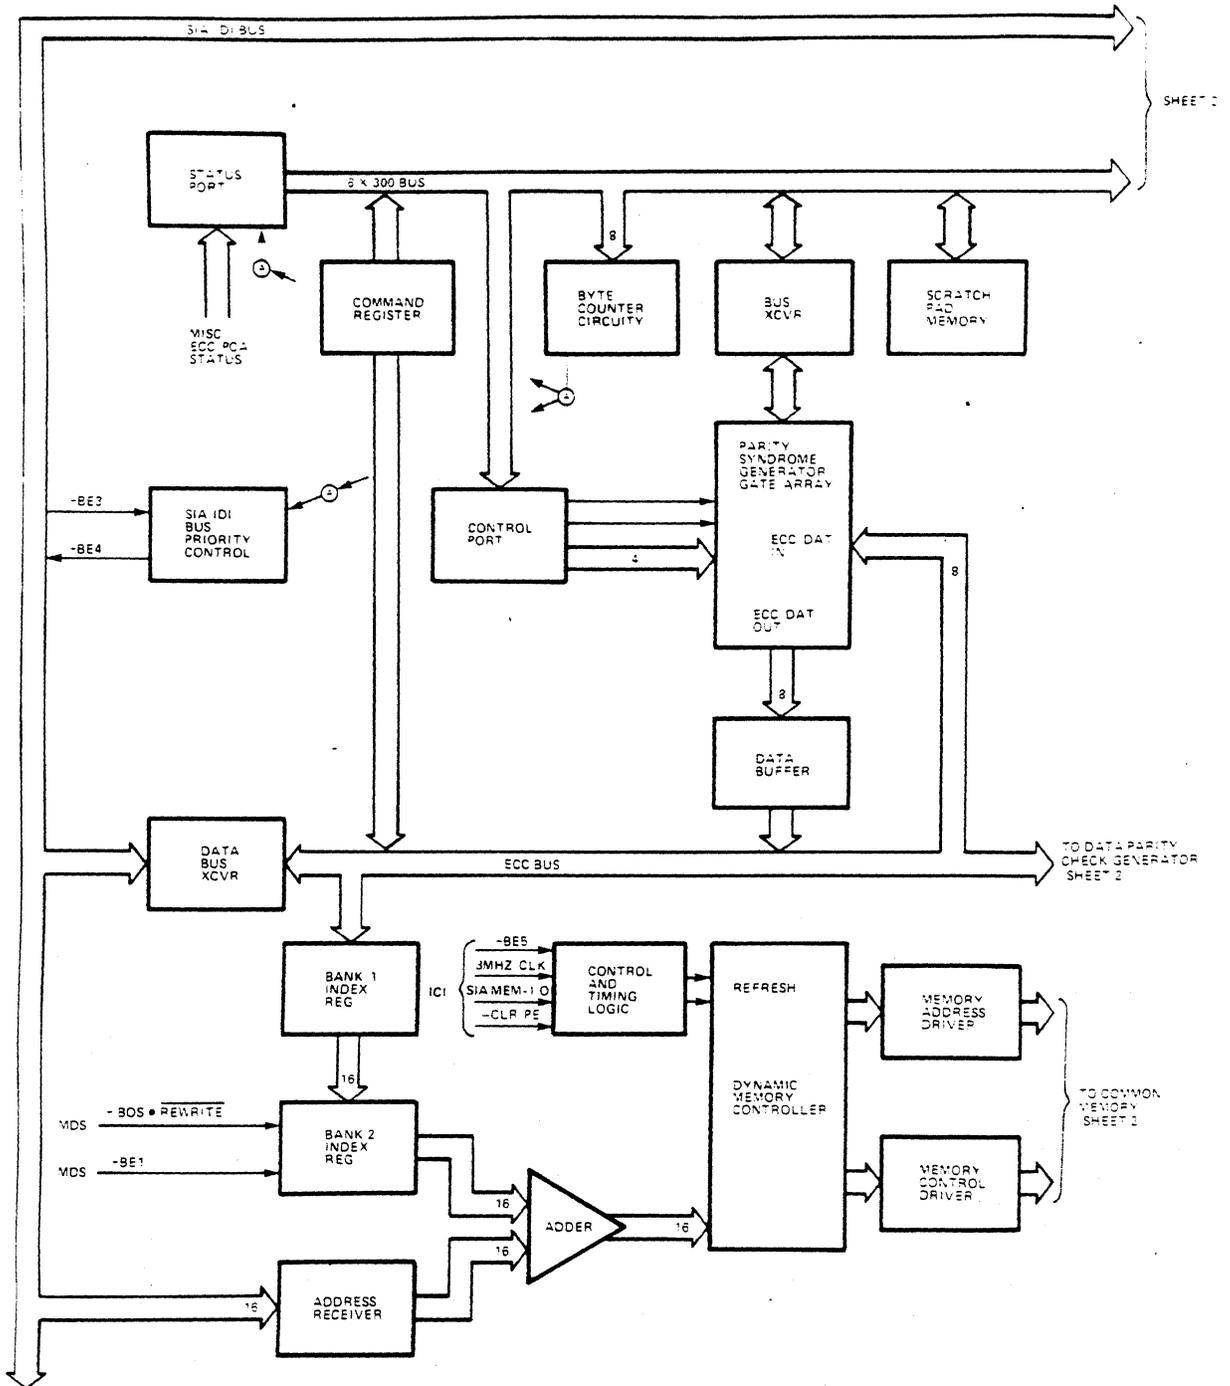 SIA IDI BUS
SHEET 2
STATUS
PORT
8 X 300 BUS
8
COMMAND
REGISTER
BYTE
COUNTER
CIRCUITY
BUS
XCVR
SCRATCH
PAD
MEMORY
MISC
ECC PCA
STATUS
PARITY
SYNDROME
GENERATOR
GATE ARRAY
-BE3
SIA IDI
BUS
PRIORITY
CONTROL
-BE4
CONTROL
PORT
4
ECC DAT
IN
8
ECC DAT
OUT
8
DATA
BUFFER
DATA
BUS
XCVR
ECC BUS
TO DATA PARITY
CHECK GENERATOR
SHEET 2
BANK 1
INDEX
REG
ICI
-BE5
3MHZ CLK
SIA MEM-I O
-CLR PE
CONTROL
AND
TIMING
LOGIC
REFRESH
MEMORY
ADDRESS
DRIVER
16
DYNAMIC
MEMORY
CONTROLLER
TO COMMON
MEMORY
SHEET 2
MDS
-BOS • REWRITE
MDS
-BE1
BANK 2
INDEX
REG
MEMORY
CONTROL
DRIVER
16
ADDER
16
16
16
ADDRESS
RECEIVER